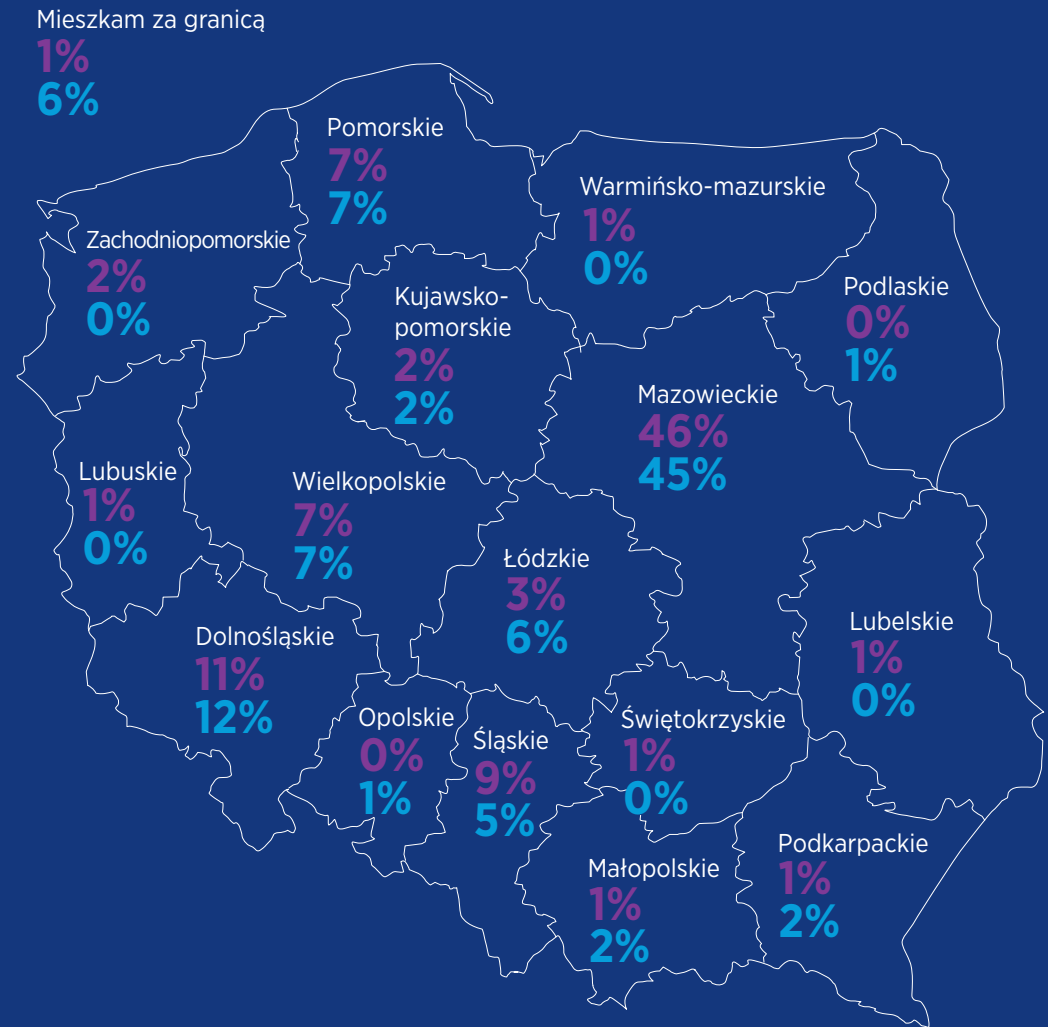 Mieszkam za granicą
1%
6%
Pomorskie
7%
7%
Warmińsko-mazurskie
1%
0%
Zachodniopomorskie
2%
0%
Kujawsko-
pomorskie
2%
2%
Podlaskie
0%
1%
Mazowieckie
46%
45%
Lubuskie
1%
0%
Wielkopolskie
7%
7%
Łódzkie
3%
6%
Lubelskie
1%
0%
Dolnośląskie
11%
12%
Opolskie
0%
1%
Śląskie
9%
5%
Świętokrzyskie
1%
0%
Małopolskie
1%
2%
Podkarpackie
1%
2%